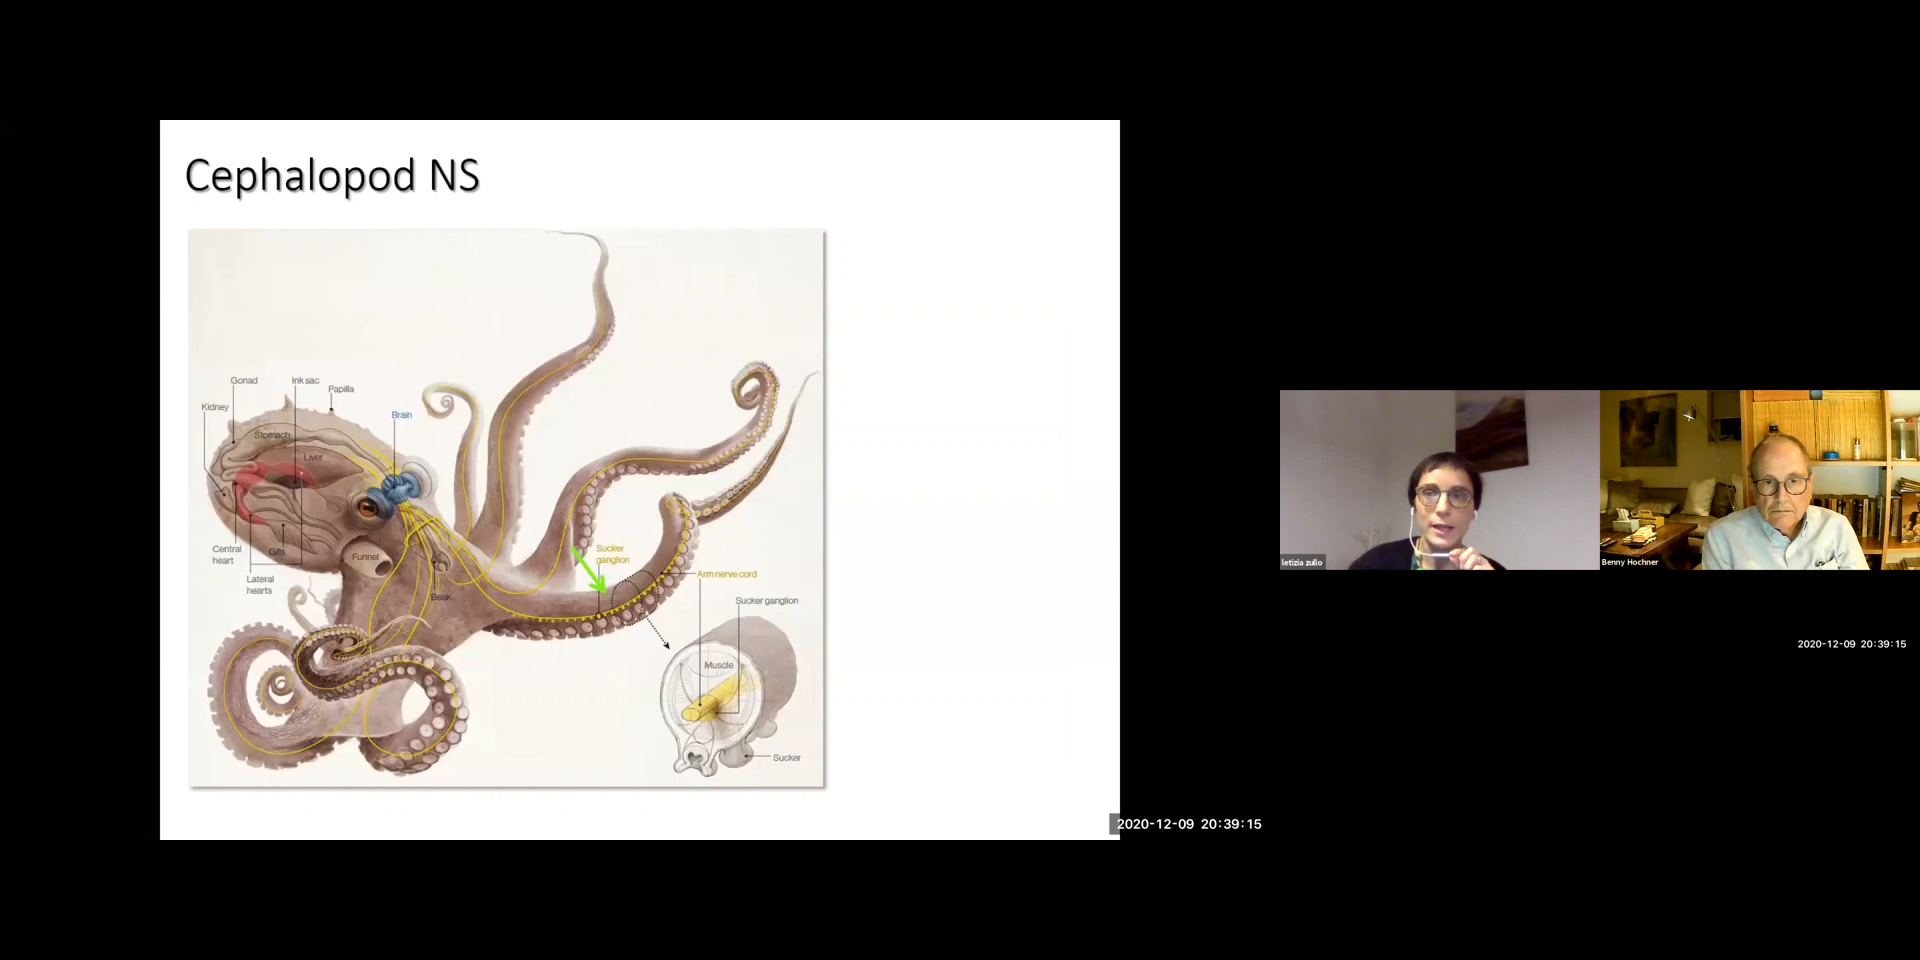 Cephalopod NS
Gonad
Ink sac
Papilla
Kidney
Brain
Stomach
Liver
Central
heart
Gills
Lateral
hearts
Funnel
Beak
Sucker
ganglion
Arm nerve cord
Sucker ganglion
Muscle
Sucker
letizia zullo
Benny Hochner
2020-12-09 20:39:15
2020-12-09 20:39:15